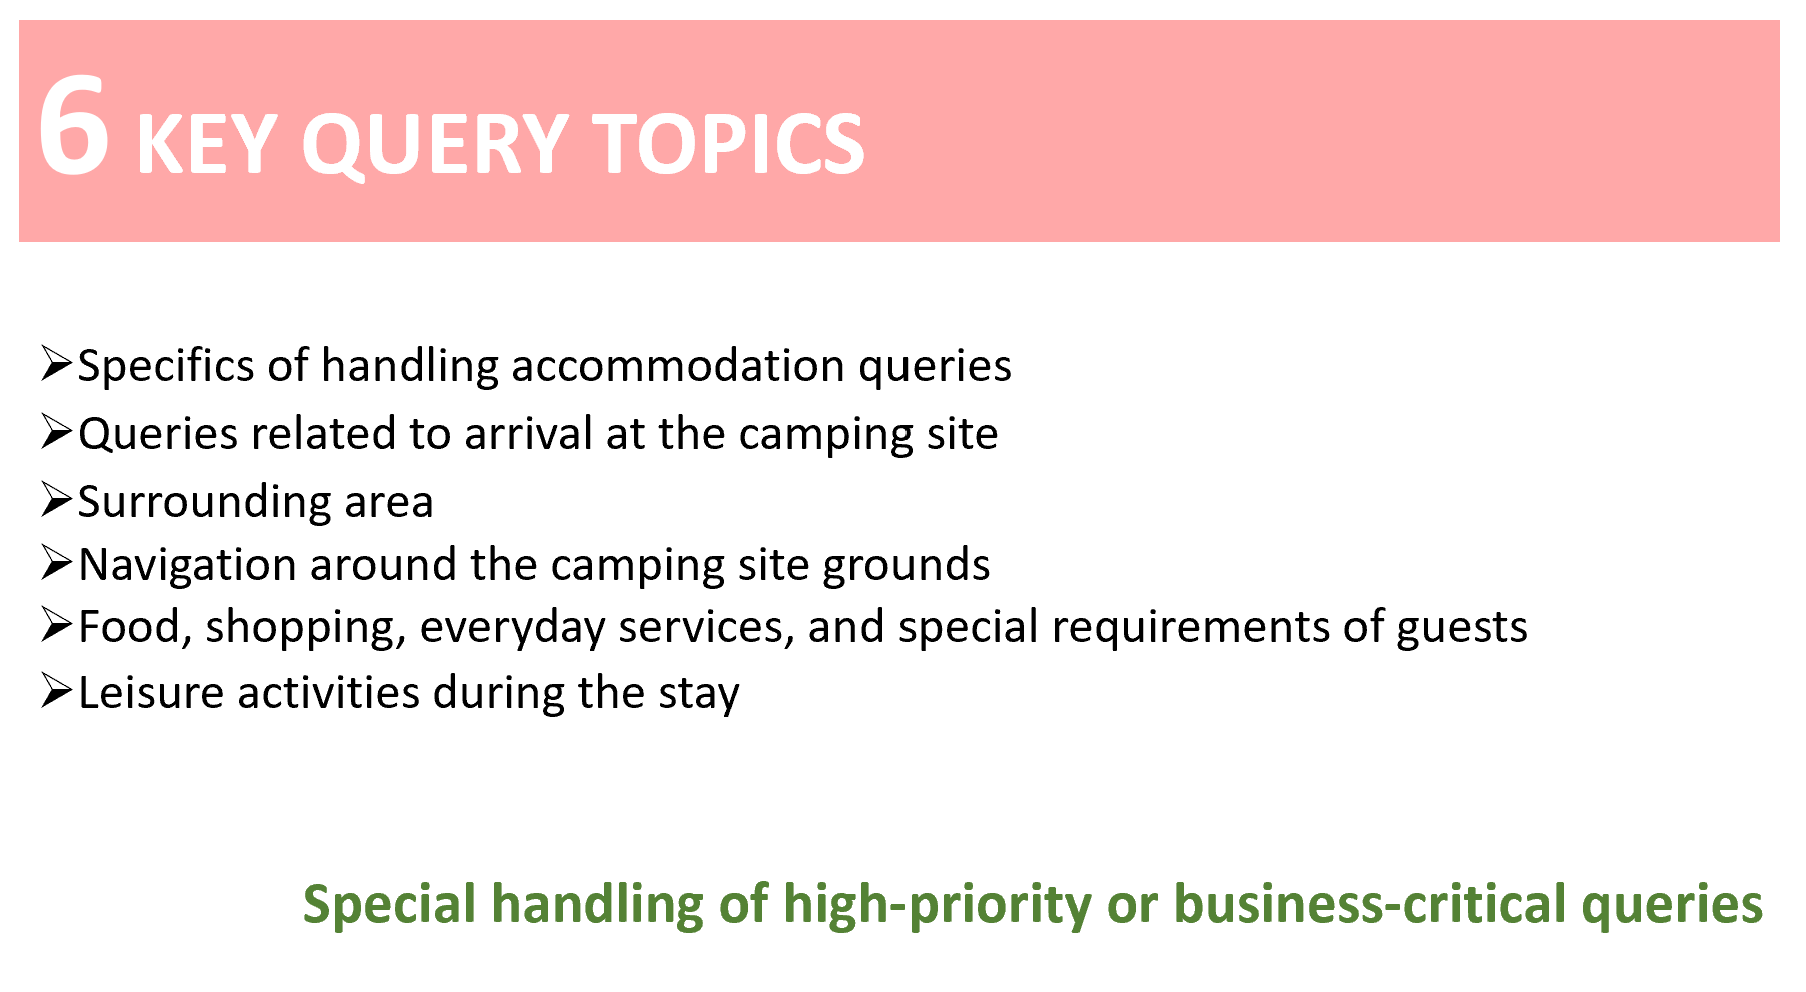 6 KEY QUERY TOPICS
➢Specifics of handling accommodation queries
➢Queries related to arrival at the camping site
➢Surrounding area
➢Navigation around the camping site grounds
➢Food, shopping, everyday services, and special requirements of guests
➢Leisure activities during the stay
Special handling of high-priority or business-critical queries